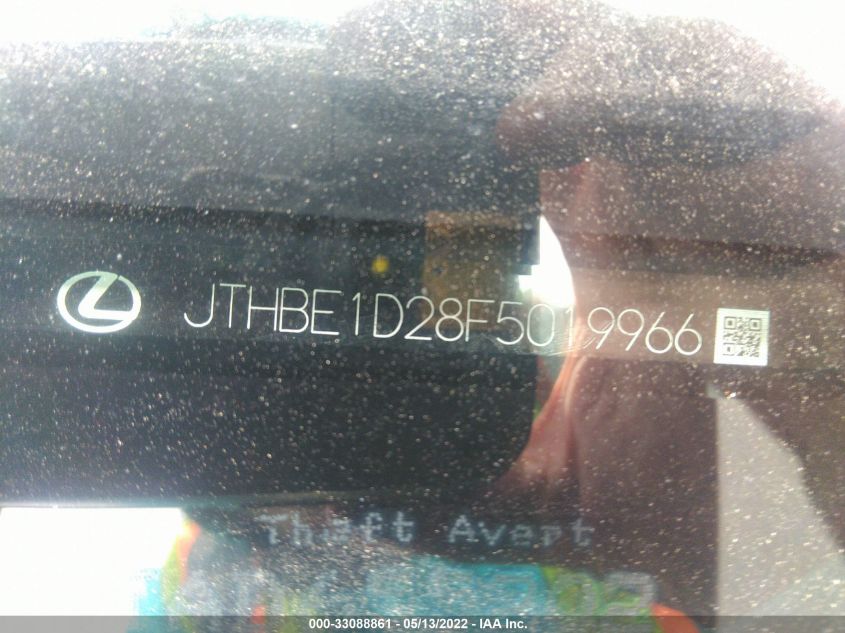 JTHBE1D28F5019966
Theft Avert
000-33088861 - 05/13/2022 - IAA Inc.